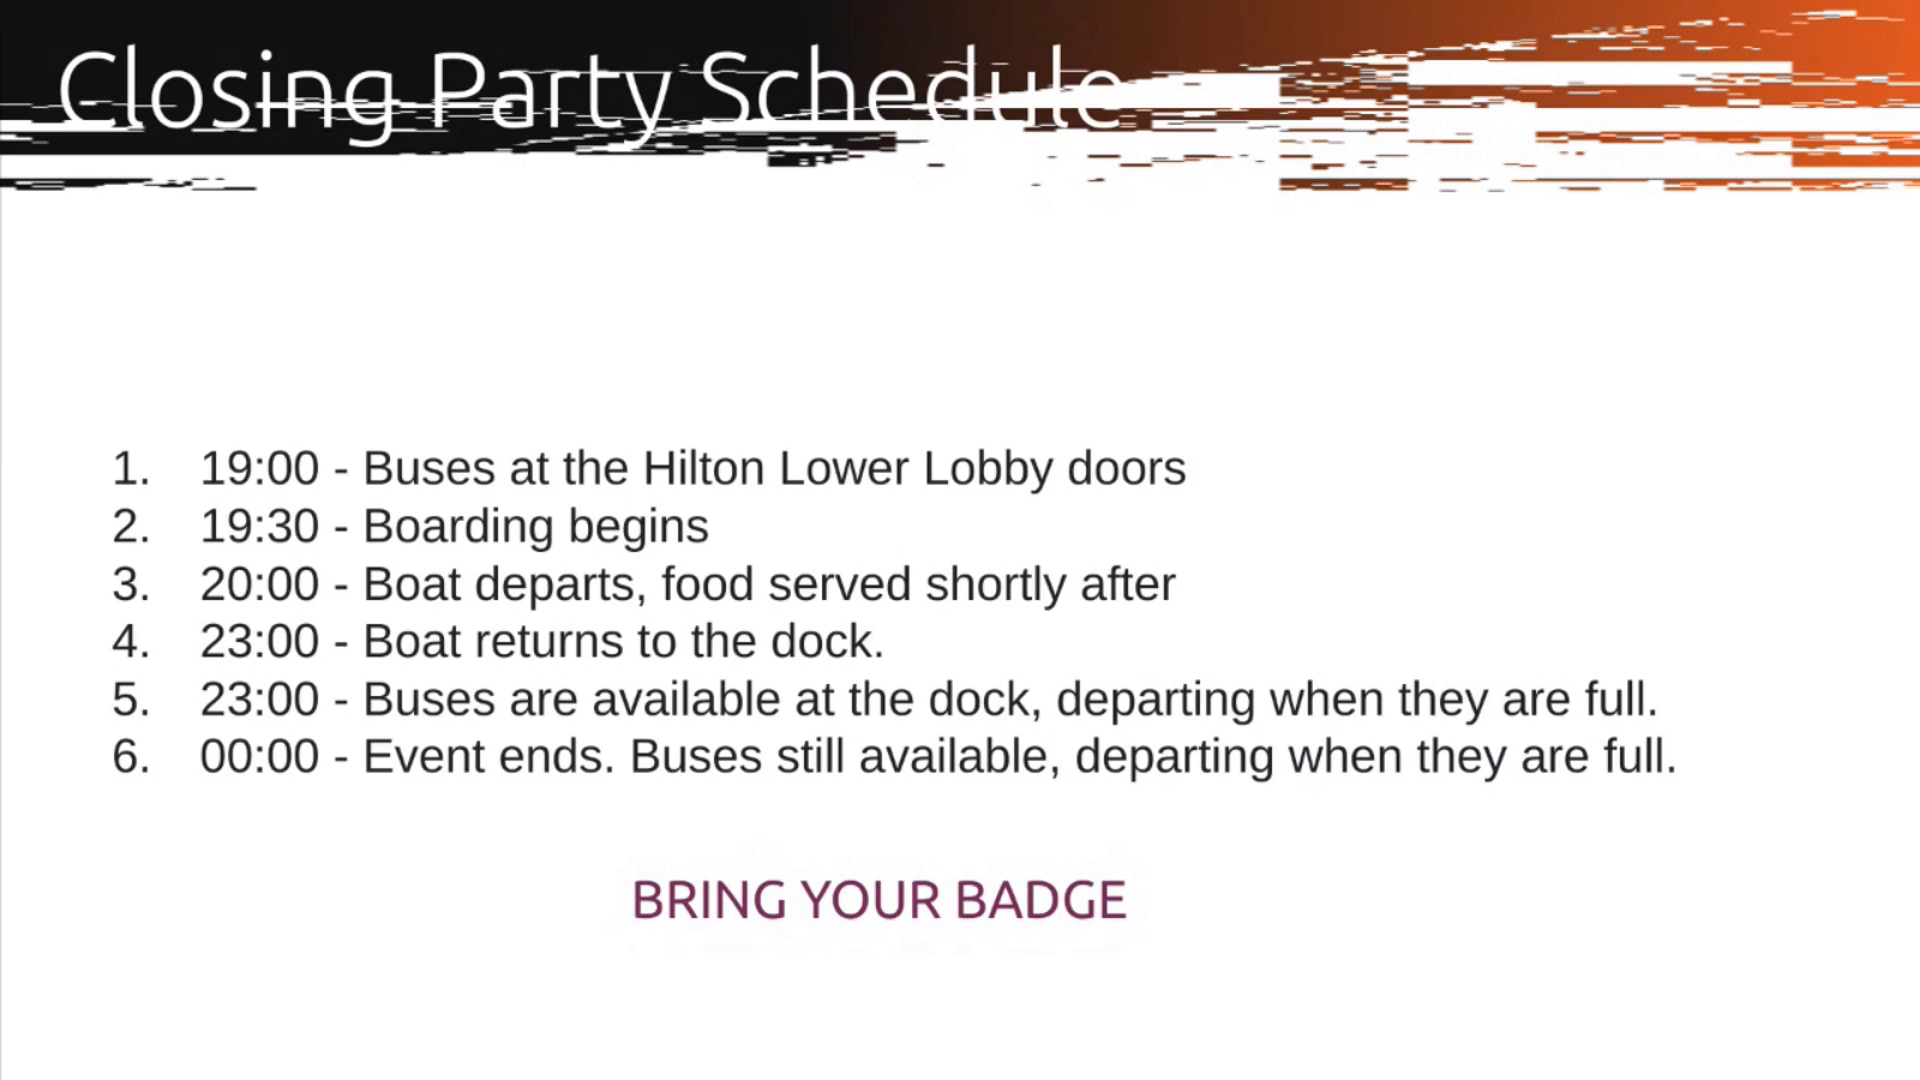 Closing Party Schedule
1. 19:00 - Buses at the Hilton Lower Lobby doors
2. 19:30 - Boarding begins
3. 20:00 - Boat departs, food served shortly after
4. 23:00 - Boat returns to the dock.
5. 23:00 - Buses are available at the dock, departing when they are full.
6. 00:00 - Event ends. Buses still available, departing when they are full.
BRING YOUR BADGE